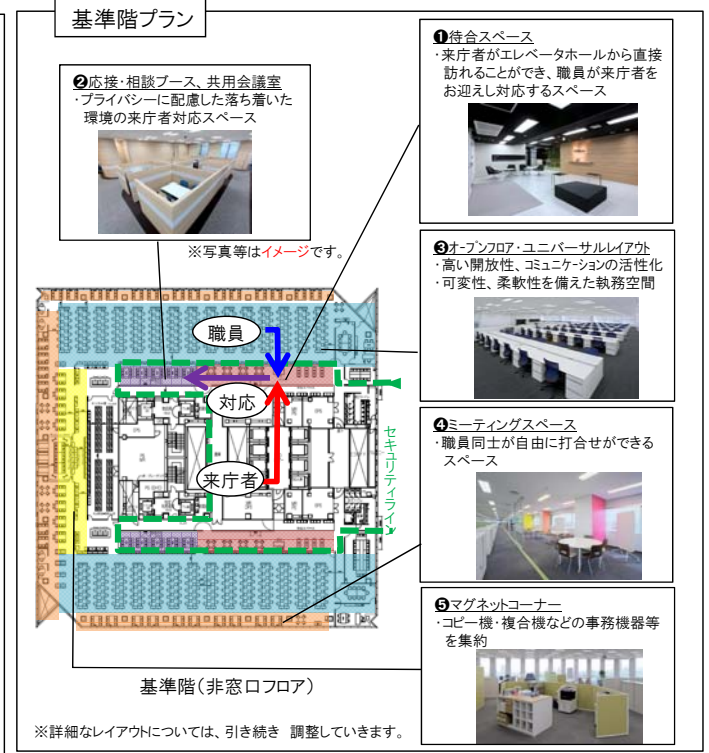 基準階プラン
❶待合スペース
・来庁者がエレベータホールから直接
訪れることができ、職員が来庁者を
お迎えし対応するスペース
❷応接・相談ブース、共用会議室
・プライバシーに配慮した落ち着いた
環境の来庁者対応スペース
※写真等はイメージです。
❸オープンフロア・ユニバーサルレイアウト
・高い開放性、コミュニケーションの活性化
・可変性、柔軟性を備えた執務空間
職員
対応
来庁者
セキュリティライン
❹ミーティングスペース
・職員同士が自由に打合せができる
スペース
❺マグネットコーナー
・コピー機・複合機などの事務機器等
を集約
基準階(非窓口フロア)
※詳細なレイアウトについては、引き続き 調整していきます。